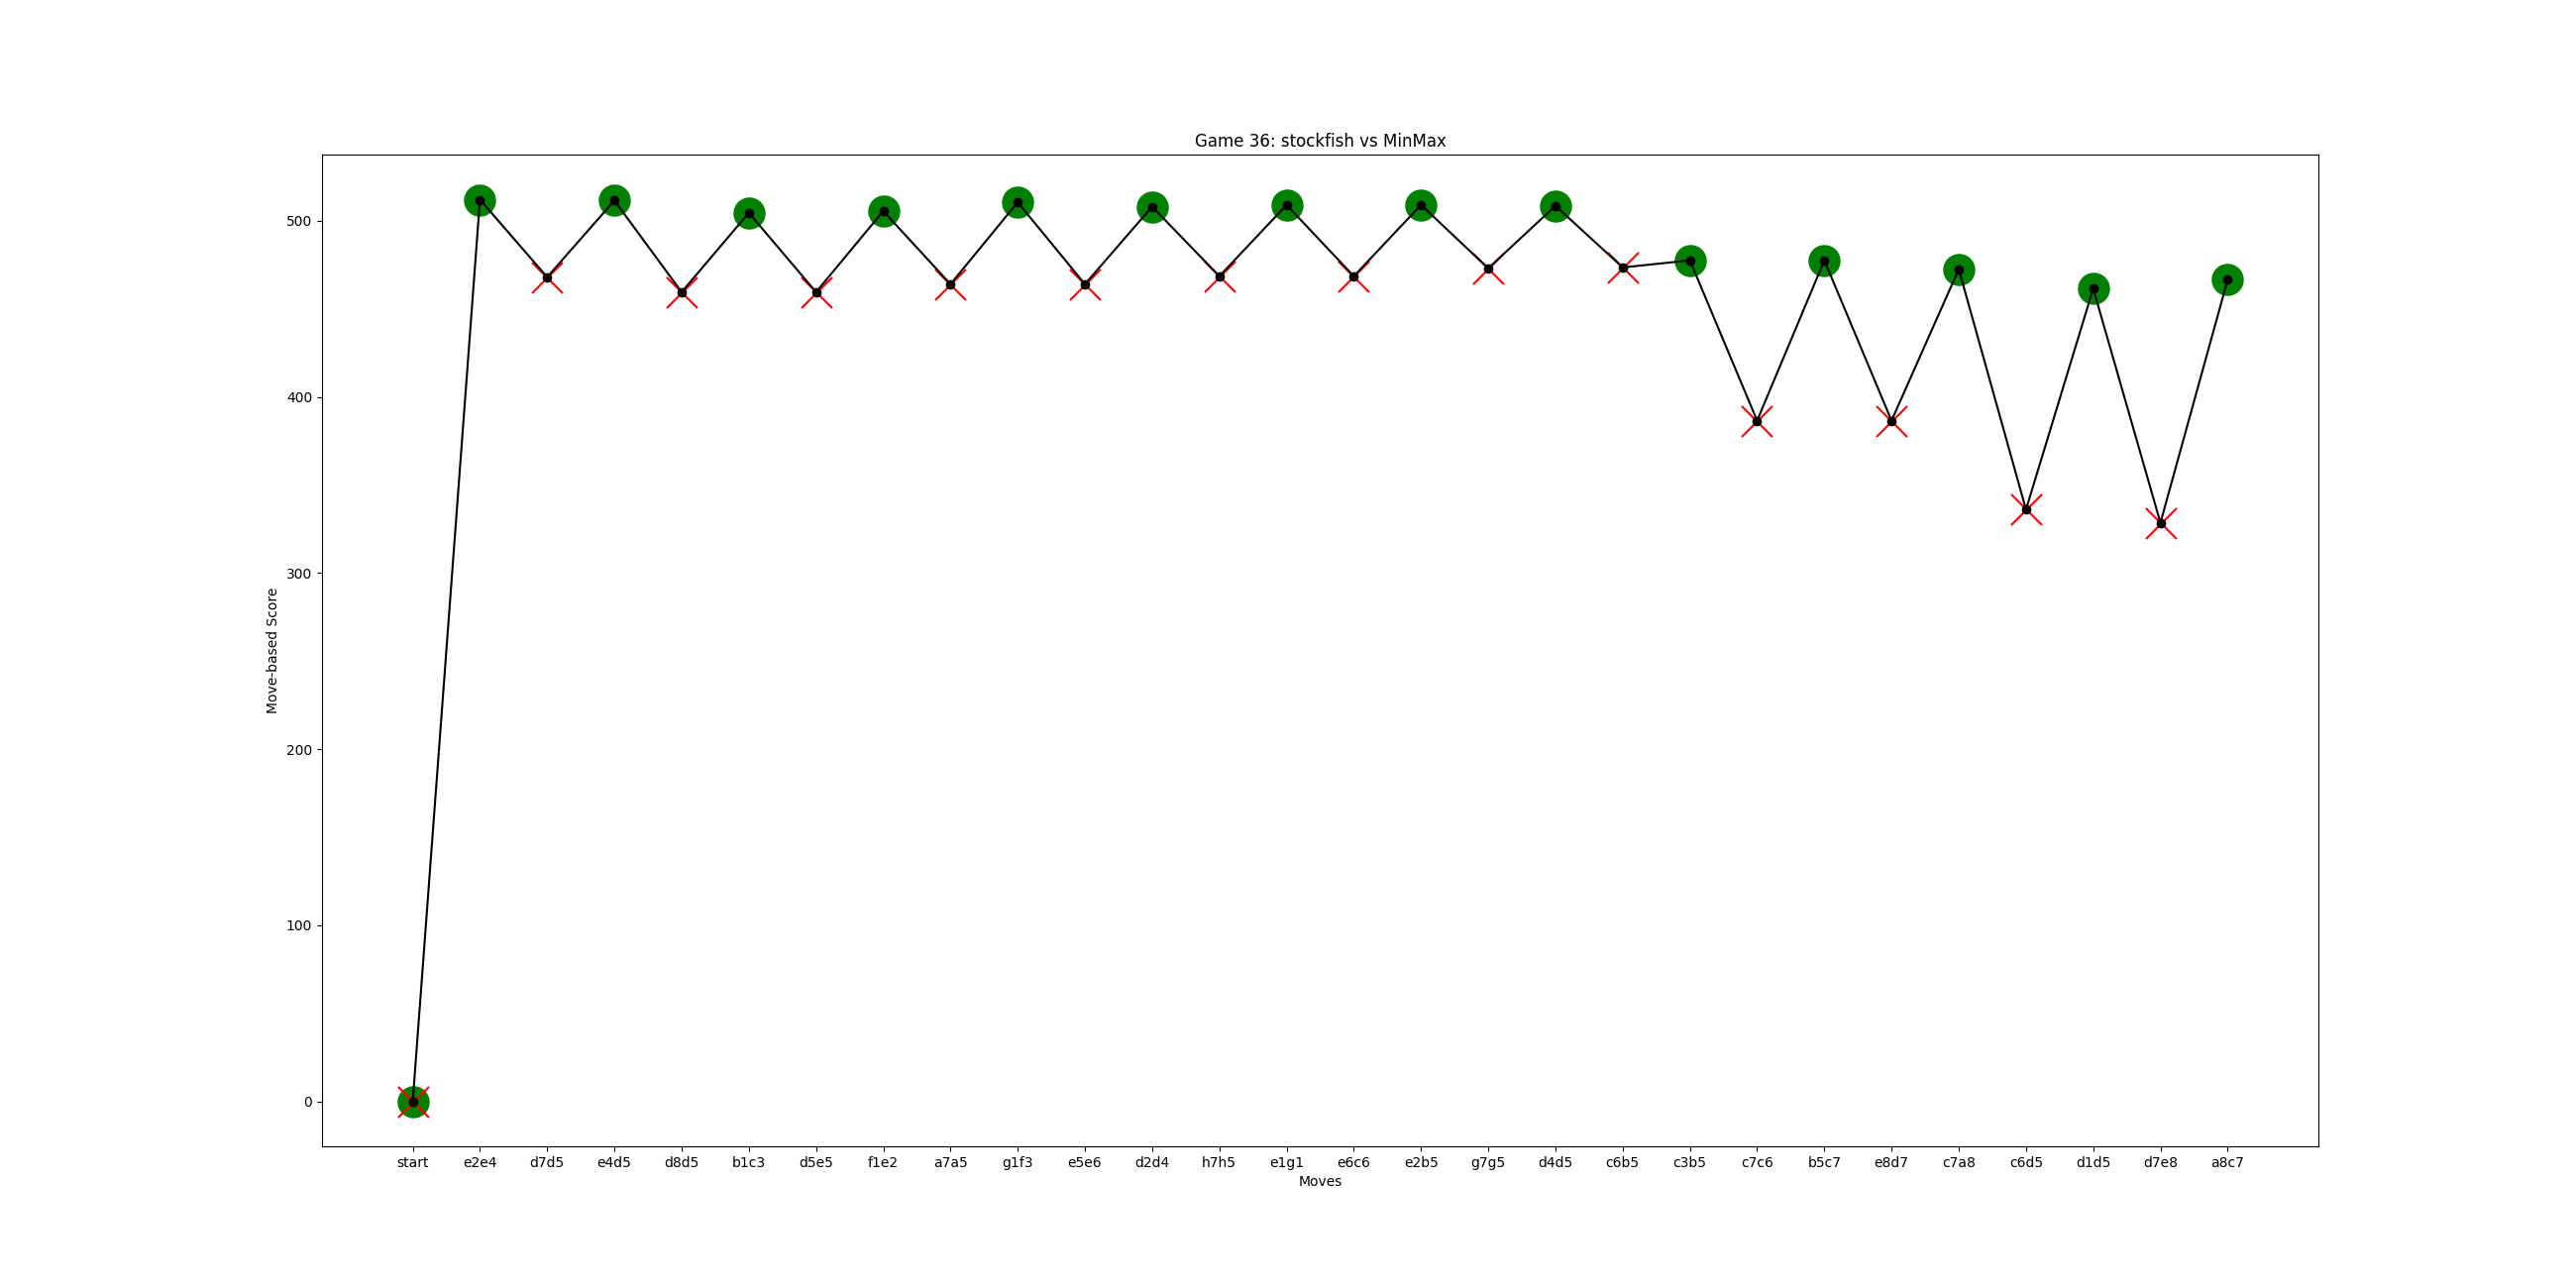 Game 36: stockfish vs MinMax
Move-based Score
500
400
300
200
100
0
start e2e4 d7d5 e4d5 d8d5 b1c3 d5e5 f1e2 a7a5 g1f3 e5e6 d2d4 h7h5 e1g1 e6c6 e2b5 g7g5 d4d5 c6b5 c3b5 c7c6 b5c7 e8d7 c7a8 c6d5 d1d5 d7e8 a8c7
Moves